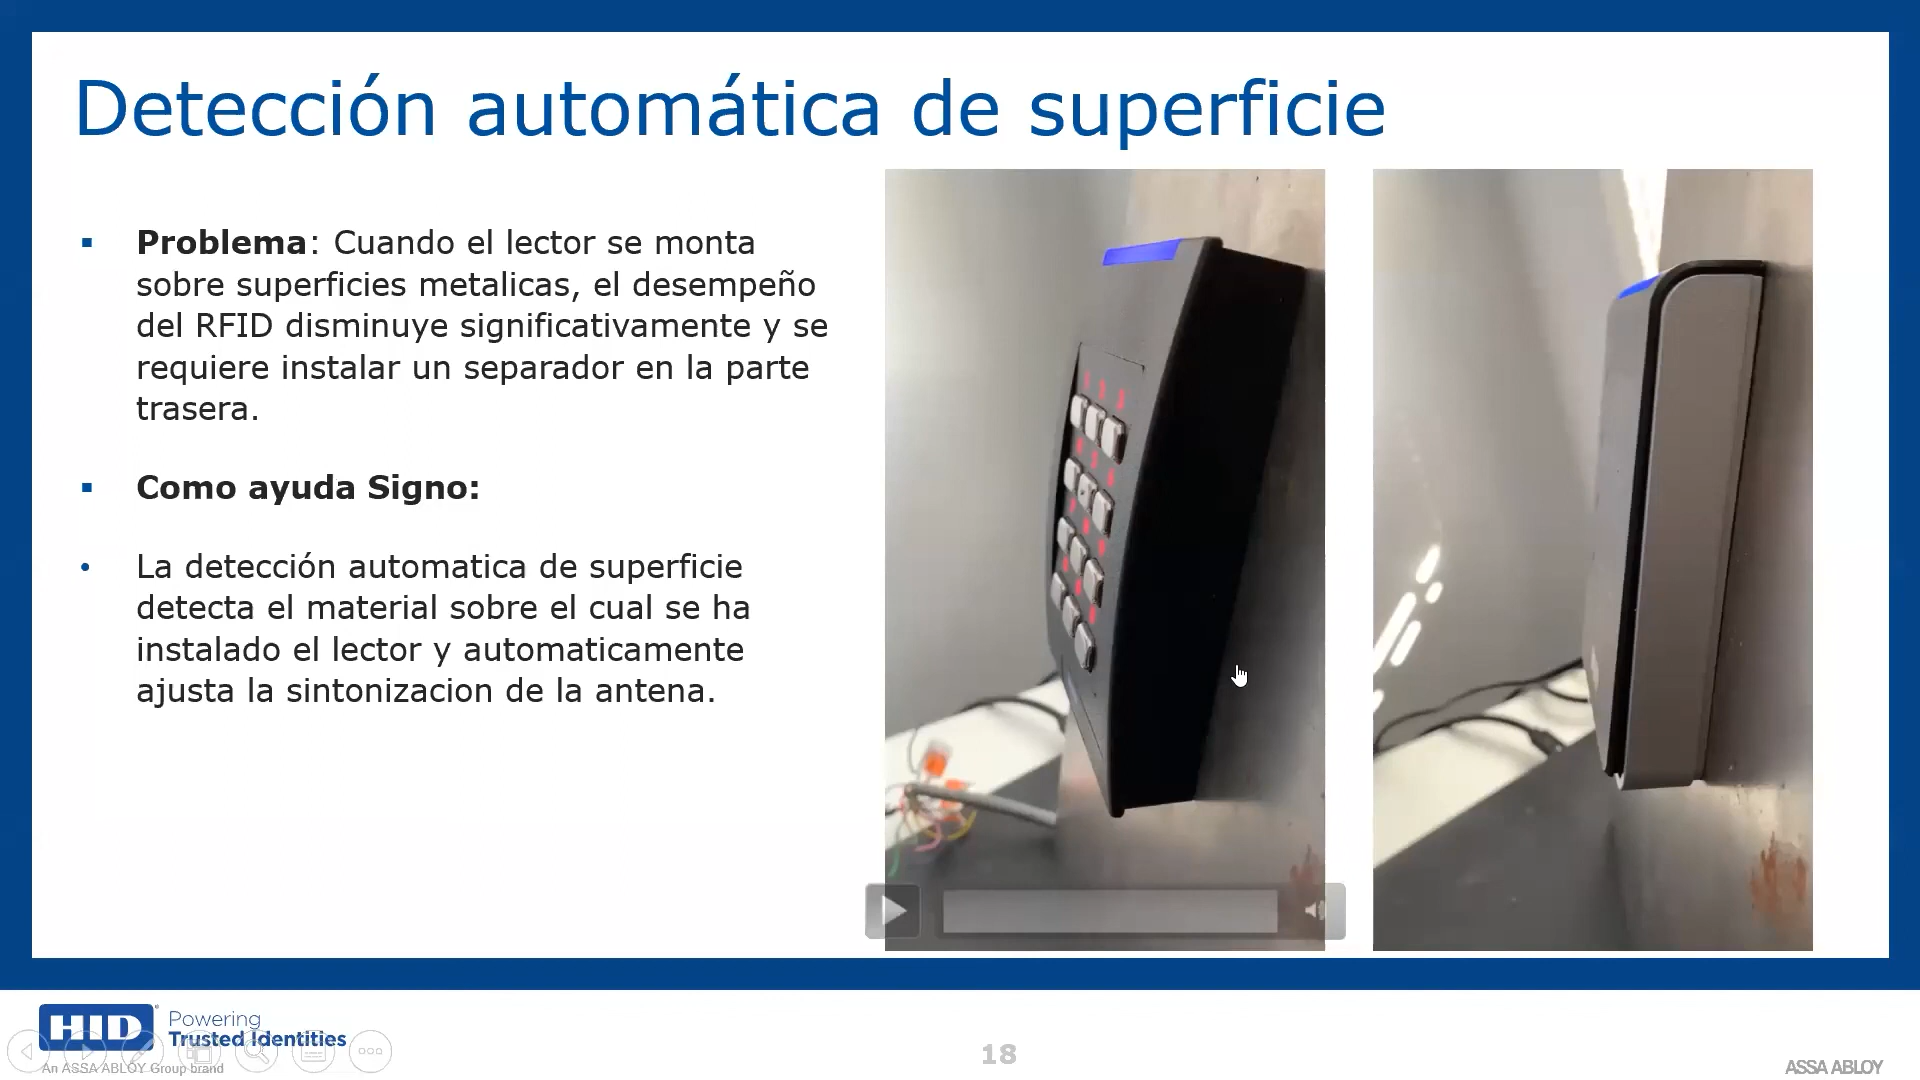 Detección automática de superficie
▪ Problema: Cuando el lector se monta
sobre superficies metalicas, el desempeño
del RFID disminuye significativamente y se
requiere instalar un separador en la parte
trasera.
▪ Como ayuda Signo:
• La detección automatica de superficie
detecta el material sobre el cual se ha
instalado el lector y automaticamente
ajusta la sintonizacion de la antena.
HID
Powering
Trusted Identities
An ASSA ABLOY Group brand
18
ASSA ABLOY